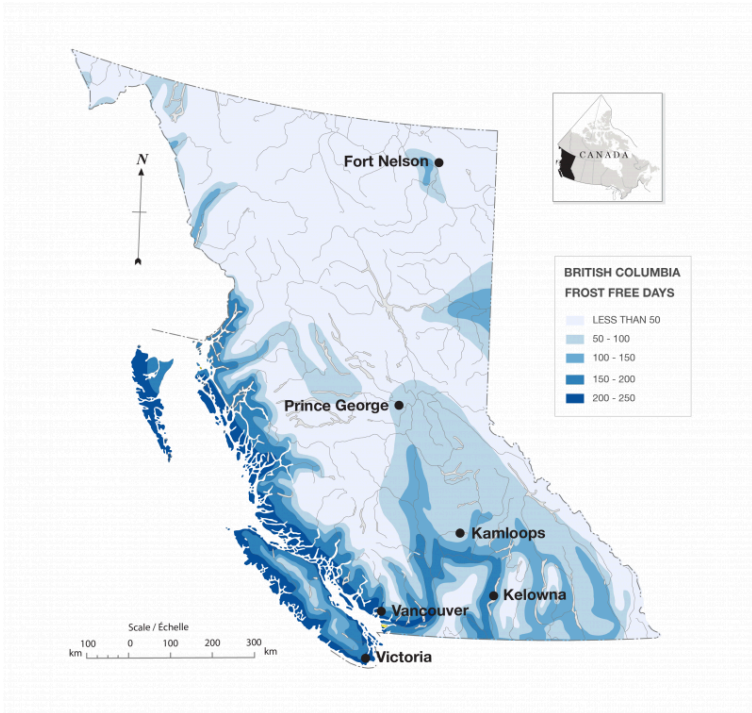 N
Fort Nelson
CANADA
BRITISH COLUMBIA
FROST FREE DAYS
LESS THAN 50
50 - 100
100 - 150
150 - 200
200 - 250
Prince George
Kamloops
Kelowna
Vancouver
Victoria
Scale / Échelle
100 0 100 200 300
km km